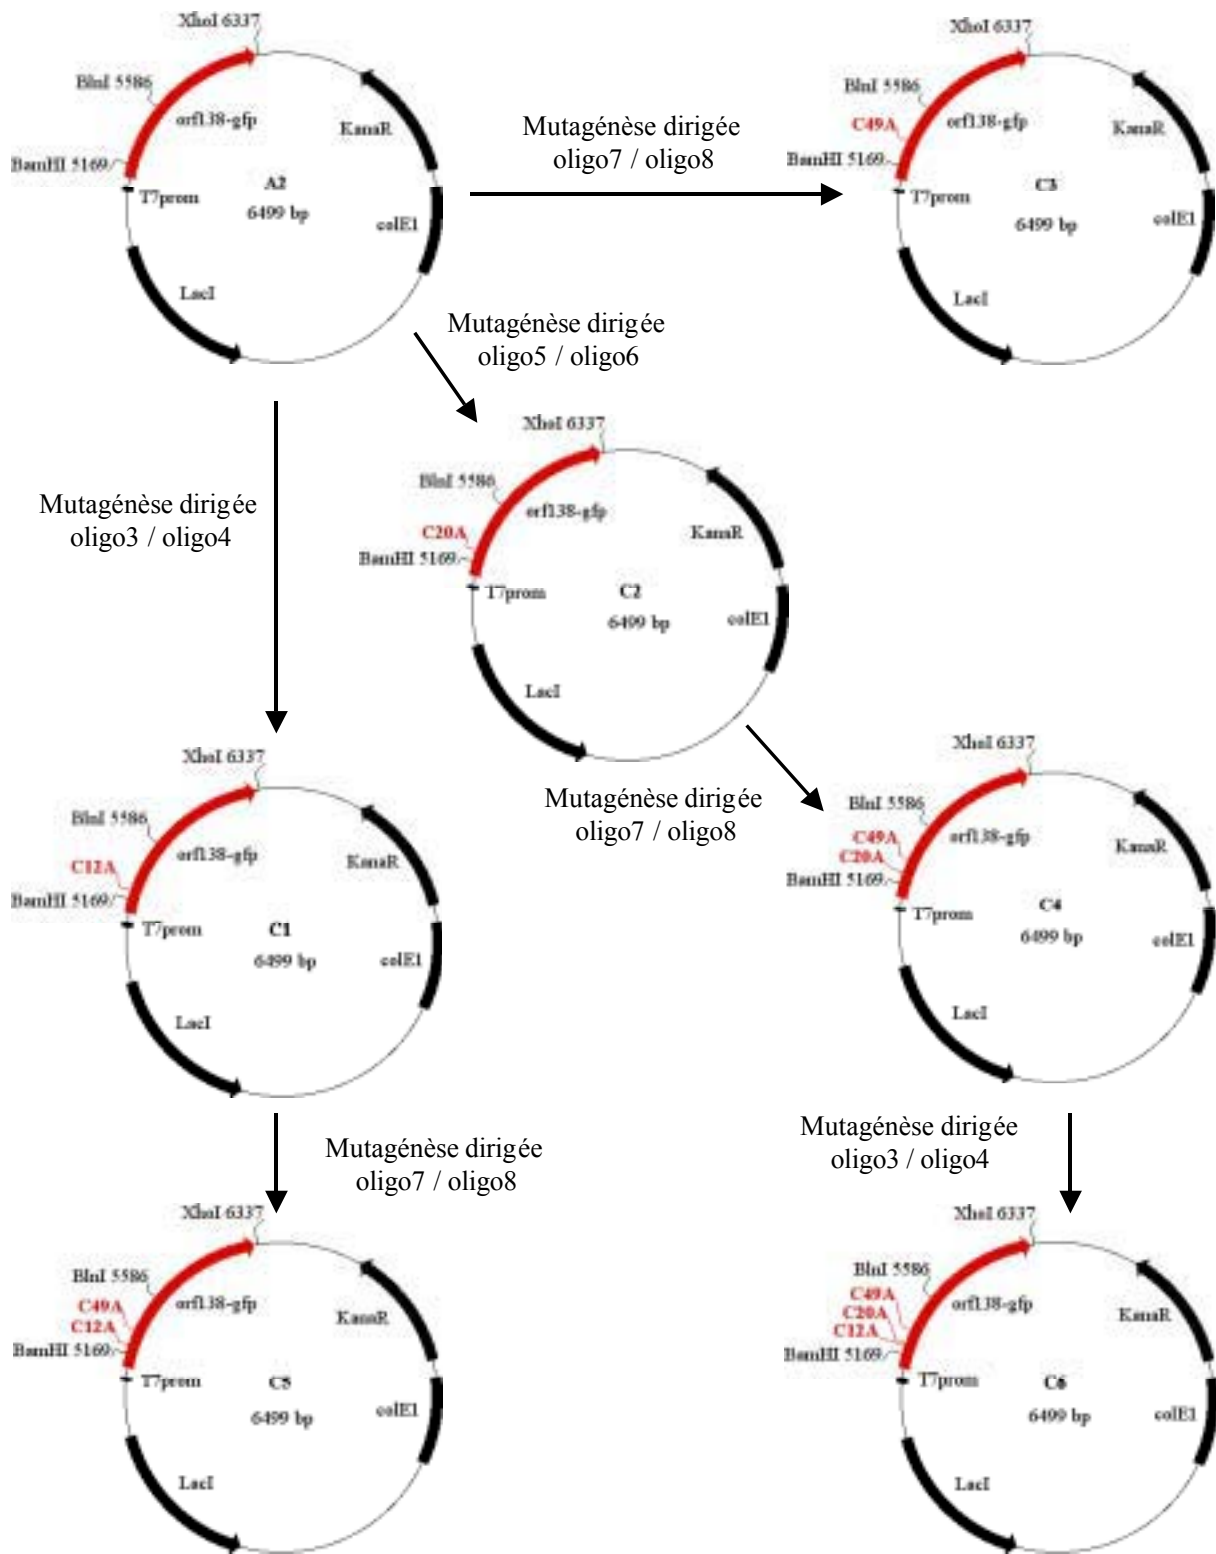 XhoI 6337
BlnI 5586
orf138-gfp
KanaR
BamHI 5169
T7prom
A2
6499 bp
colE1
LacI
Mutagénèse dirigée
oligo7 / oligo8
XhoI 6337
BlnI 5586
C49A
orf138-gfp
KanaR
BamHI 5169
T7prom
C3
6499 bp
colE1
LacI
Mutagénèse dirigée
oligo5 / oligo6
Mutagénèse dirigée
oligo3 / oligo4
XhoI 6337
BlnI 5586
orf138-gfp
C20A
KanaR
BamHI 5169
T7prom
C2
6499 bp
colE1
LacI
Mutagénèse dirigée
oligo7 / oligo8
XhoI 6337
BlnI 5586
orf138-gfp
C12A
KanaR
BamHI 5169
T7prom
C1
6499 bp
colE1
LacI
XhoI 6337
BlnI 5586
C49A
orf138-gfp
C20A
KanaR
BamHI 5169
T7prom
C4
6499 bp
colE1
LacI
Mutagénèse dirigée
oligo7 / oligo8
Mutagénèse dirigée
oligo3 / oligo4
XhoI 6337
BlnI 5586
C49A
orf138-gfp
C12A
KanaR
BamHI 5169
T7prom
C5
6499 bp
colE1
LacI
XhoI 6337
BlnI 5586
C49A
orf138-gfp
C20A
C12A
KanaR
BamHI 5169
T7prom
C6
6499 bp
colE1
LacI